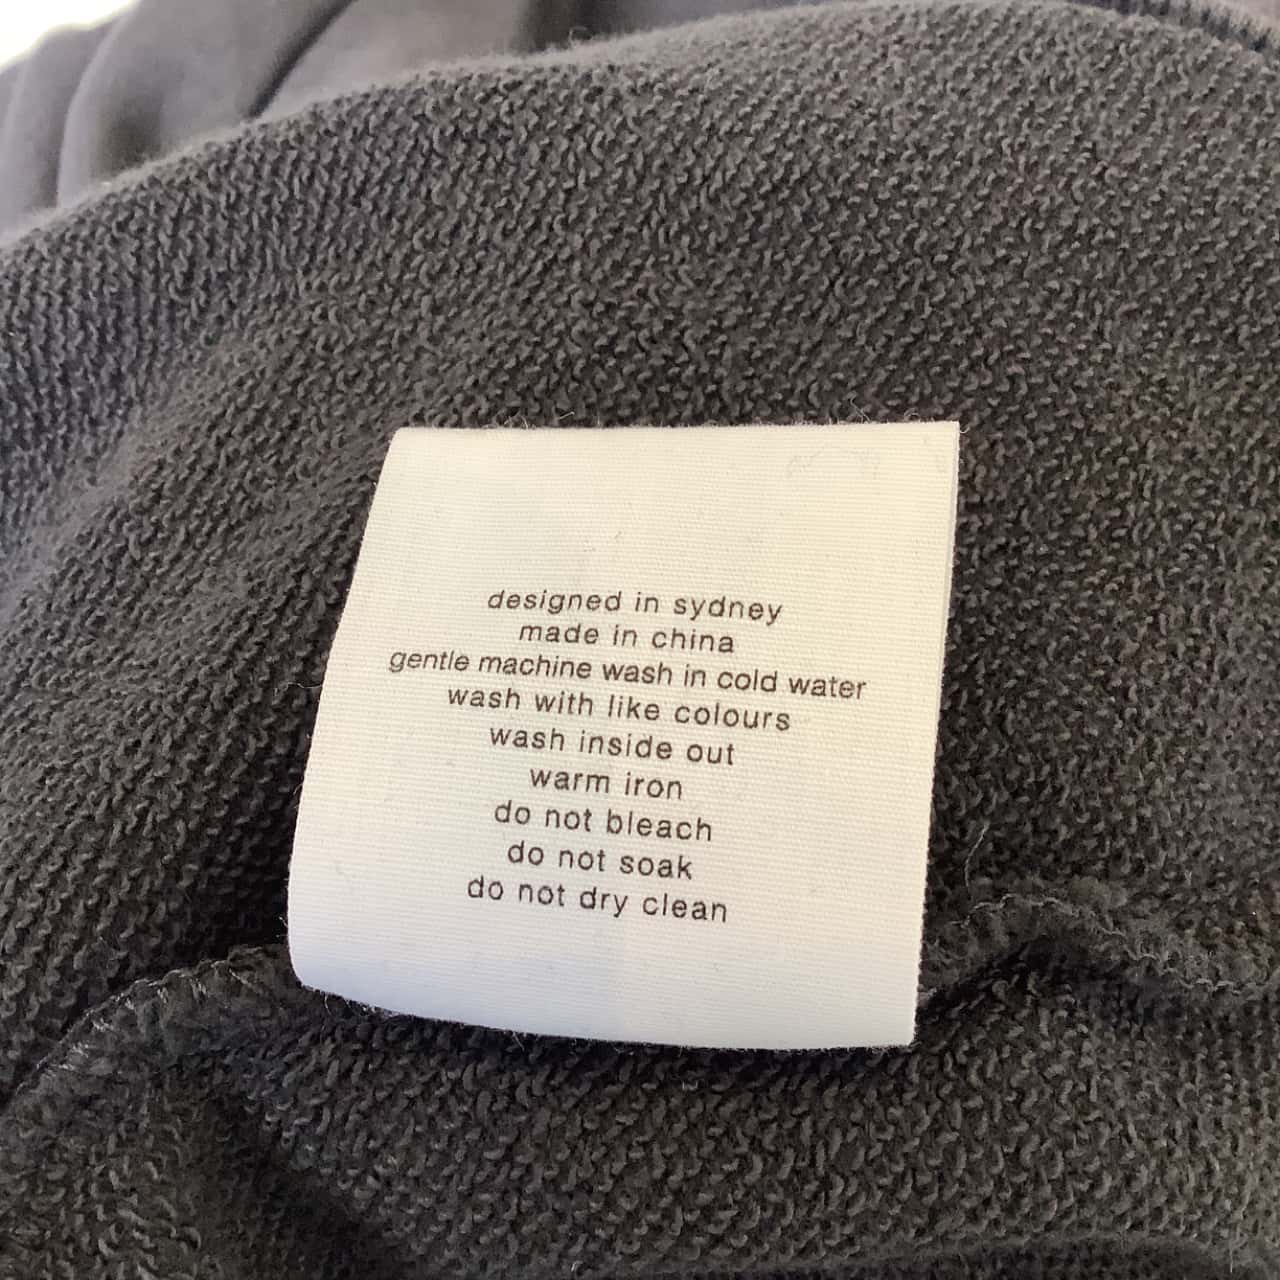 designed in sydney
made in china
gentle machine wash in cold water
wash with like colours
wash inside out
warm iron
do not bleach
do not soak
do not dry clean